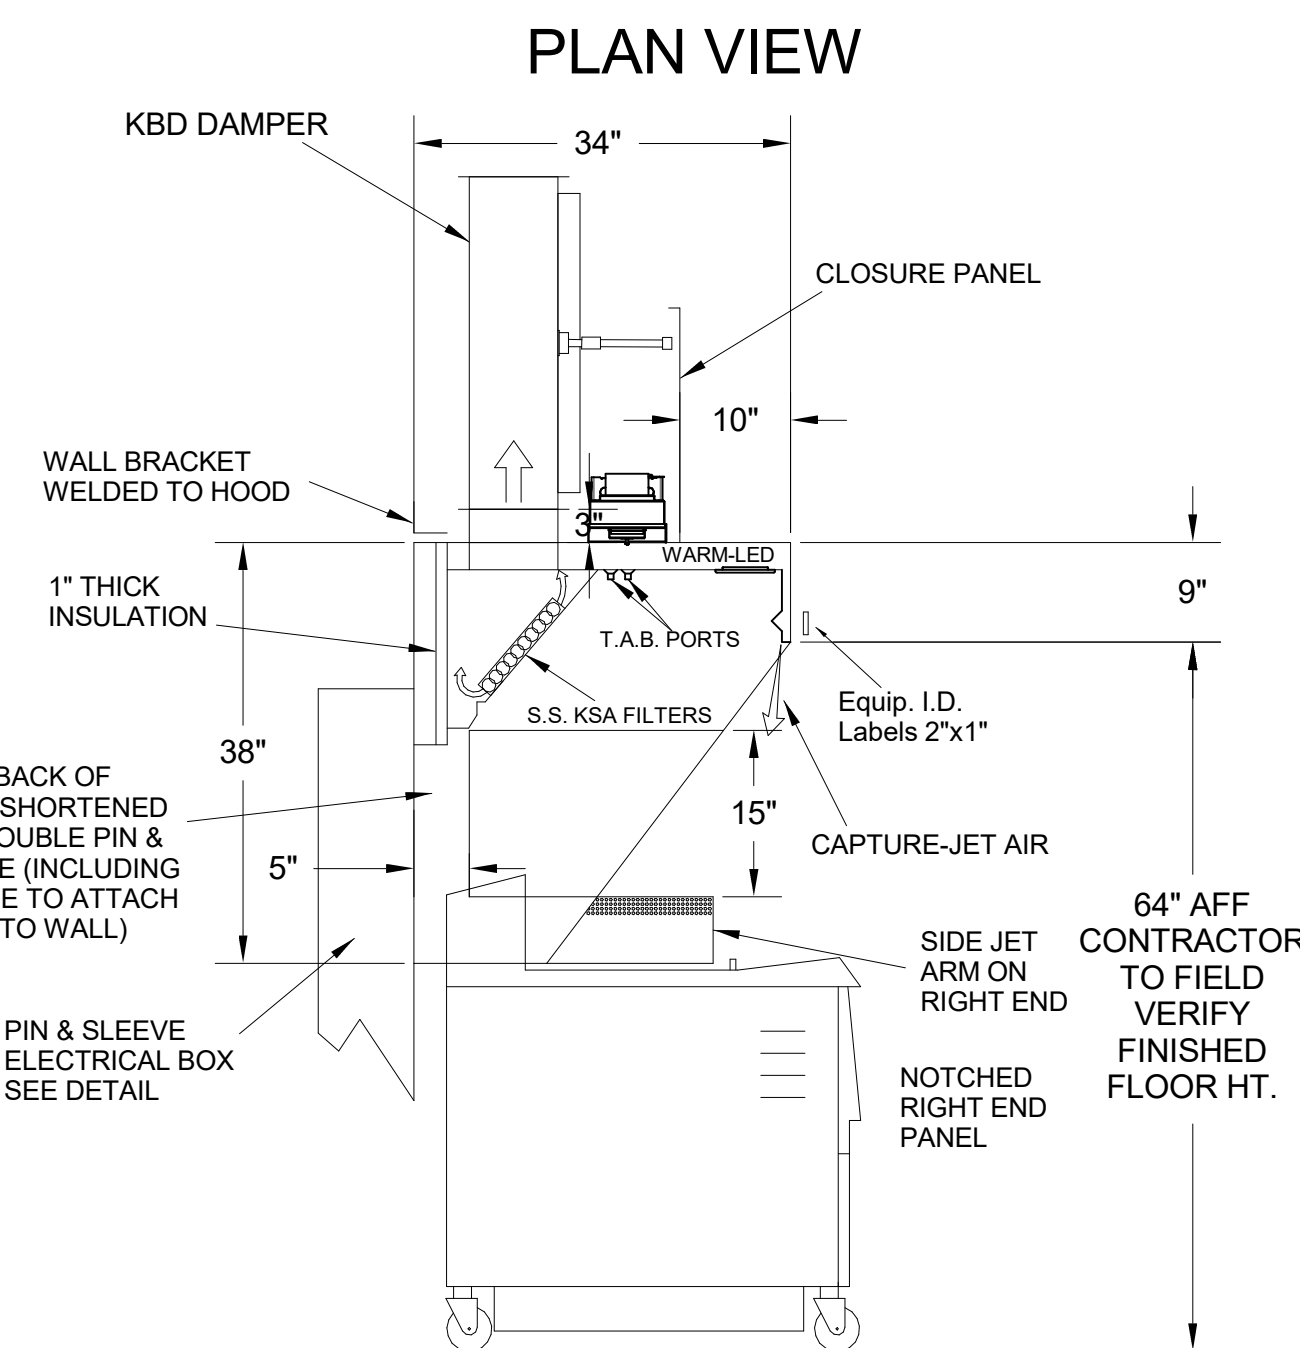 PLAN VIEW
KBD DAMPER
34"
CLOSURE PANEL
10"
WALL BRACKET
WELDED TO HOOD
3"
WARM-LED
1" THICK
INSULATION
9"
T.A.B. PORTS
S.S. KSA FILTERS
Equip. I.D.
Labels 2"x1"
38"
BACK OF
SHORTENED
OUBLE PIN &
E (INCLUDING
E TO ATTACH
TO WALL)
15"
CAPTURE-JET AIR
5"
64" AFF
CONTRACTOR
TO FIELD
VERIFY
FINISHED
FLOOR HT.
SIDE JET
ARM ON
RIGHT END
PIN & SLEEVE
ELECTRICAL BOX
SEE DETAIL
NOTCHED
RIGHT END
PANEL